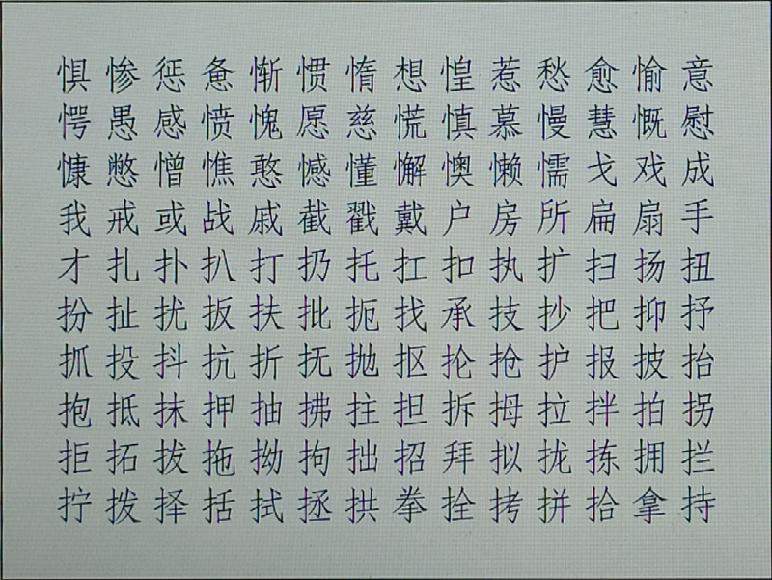 惧惨惩惫惭惯惰想惶惹愁愈愉意
愕愚感愤愧愿慈慌慎慕慢慧慨慰
慷憋憎憔憨憾懂懈懊懒懦戈戏成
我戒或战戚截戳戴户房所扁扇手
才扎扑扒打扔托扛扣执扩扫扬扭
扮扯扰扳扶批扼找承技抄把抑抒
抓投抖抗折抚抛抠抡抢护报披抬
抱抵抹押抽拂拄担拆拇拉拌拍拐
拒拓拔拖拗拘拙招拜拟拢拣拥拦
拧拨择括拭拯拱拳拴拷拼拾拿持